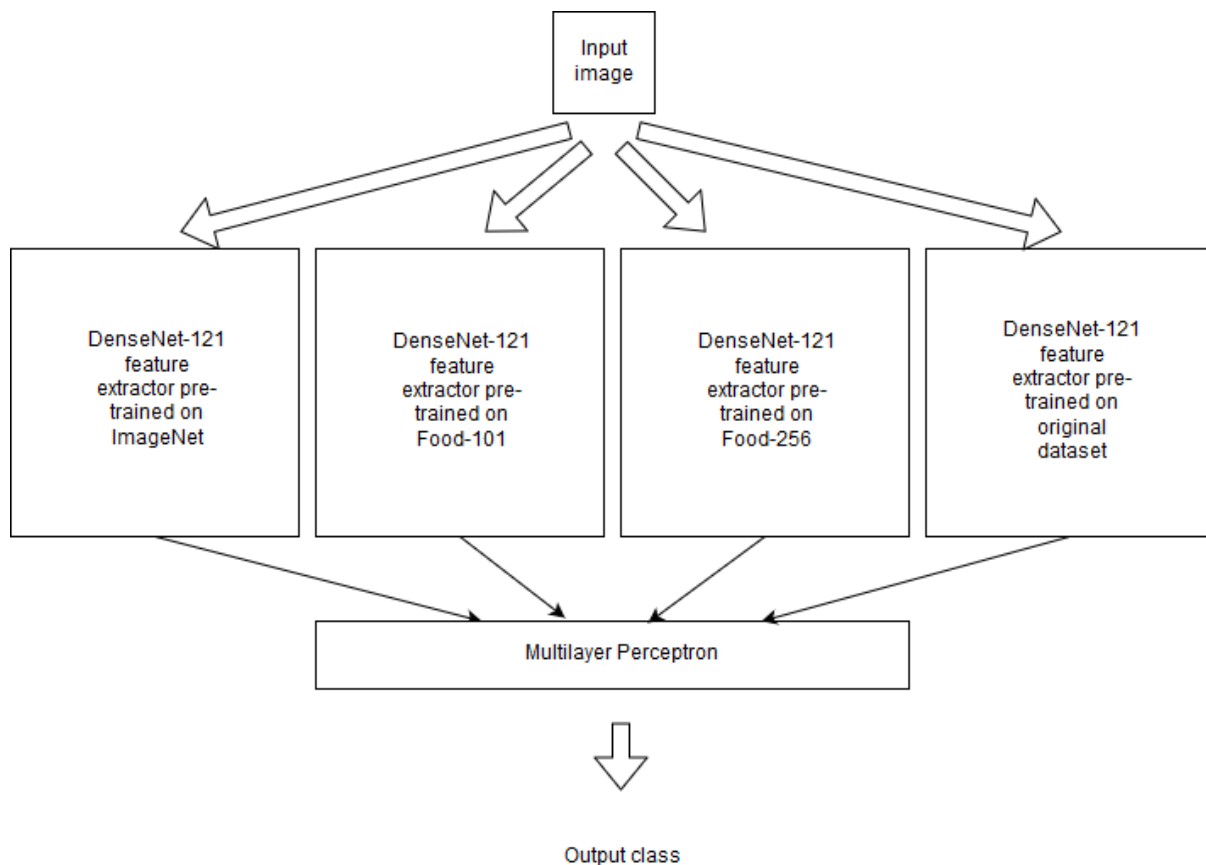 Input
image
DenseNet-121
feature
extractor pre-
trained on
ImageNet
DenseNet-121
feature
extractor pre-
trained on
Food-101
DenseNet-121
feature
extractor pre-
trained on
Food-256
DenseNet-121
feature
extractor pre-
trained on
original
dataset
Multilayer Perceptron
Output class